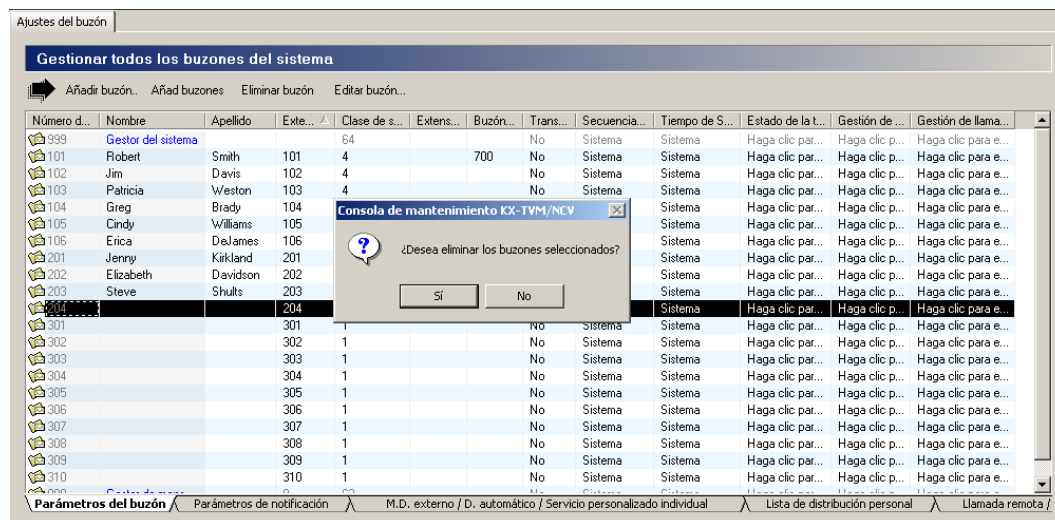 Ajustes del buzón
Gestionar todos los buzones del sistema
Añadir buzón.. Añad buzones Eliminar buzón Editar buzón...
Número d... Nombre Apellido Exte... Clase de s... Extens... Buzón... Trans... Secuencia... Tiempo de S... Estado de la t... Gestión de ... Gestión de llama...
999 Gestor del sistema 64 No Sistema Sistema Haga clic par... Haga clic p... Haga clic para e...
101 Robert Smith 101 4 700 No Sistema Sistema Haga clic par... Haga clic p... Haga clic para e...
102 Jim Davis 102 4 No Sistema Sistema Haga clic par... Haga clic p... Haga clic para e...
103 Patricia Weston 103 4 No Sistema Sistema Haga clic par... Haga clic p... Haga clic para e...
104 Greg Brady 104 Sistema Haga clic par... Haga clic p... Haga clic para e...
105 Cindy Williams 105 Sistema Haga clic par... Haga clic p... Haga clic para e...
106 Erica DeJames 106 Sistema Haga clic par... Haga clic p... Haga clic para e...
201 Jenny Kirkland 201 Sistema Haga clic par... Haga clic p... Haga clic para e...
202 Elizabeth Davidson 202 Sistema Haga clic par... Haga clic p... Haga clic para e...
203 Steve Shults 203 Sistema Haga clic par... Haga clic p... Haga clic para e...
204 204 Sistema Haga clic par... Haga clic p... Haga clic para e...
Consola de mantenimiento KX-TVM/NCV
¿Desea eliminar los buzones seleccionados?
Sí No
301 301 1 No Sistema Sistema Haga clic par... Haga clic p... Haga clic para e...
302 302 1 No Sistema Sistema Haga clic par... Haga clic p... Haga clic para e...
303 303 1 No Sistema Sistema Haga clic par... Haga clic p... Haga clic para e...
304 304 1 No Sistema Sistema Haga clic par... Haga clic p... Haga clic para e...
305 305 1 No Sistema Sistema Haga clic par... Haga clic p... Haga clic para e...
306 306 1 No Sistema Sistema Haga clic par... Haga clic p... Haga clic para e...
307 307 1 No Sistema Sistema Haga clic par... Haga clic p... Haga clic para e...
308 308 1 No Sistema Sistema Haga clic par... Haga clic p... Haga clic para e...
309 309 1 No Sistema Sistema Haga clic par... Haga clic p... Haga clic para e...
310 310 1 No Sistema Sistema Haga clic par... Haga clic p... Haga clic para e...
Parámetros del buzón Parámetros de notificación M.D. externo / D. automático / Servicio personalizado individual Lista de distribución personal Llamada remota